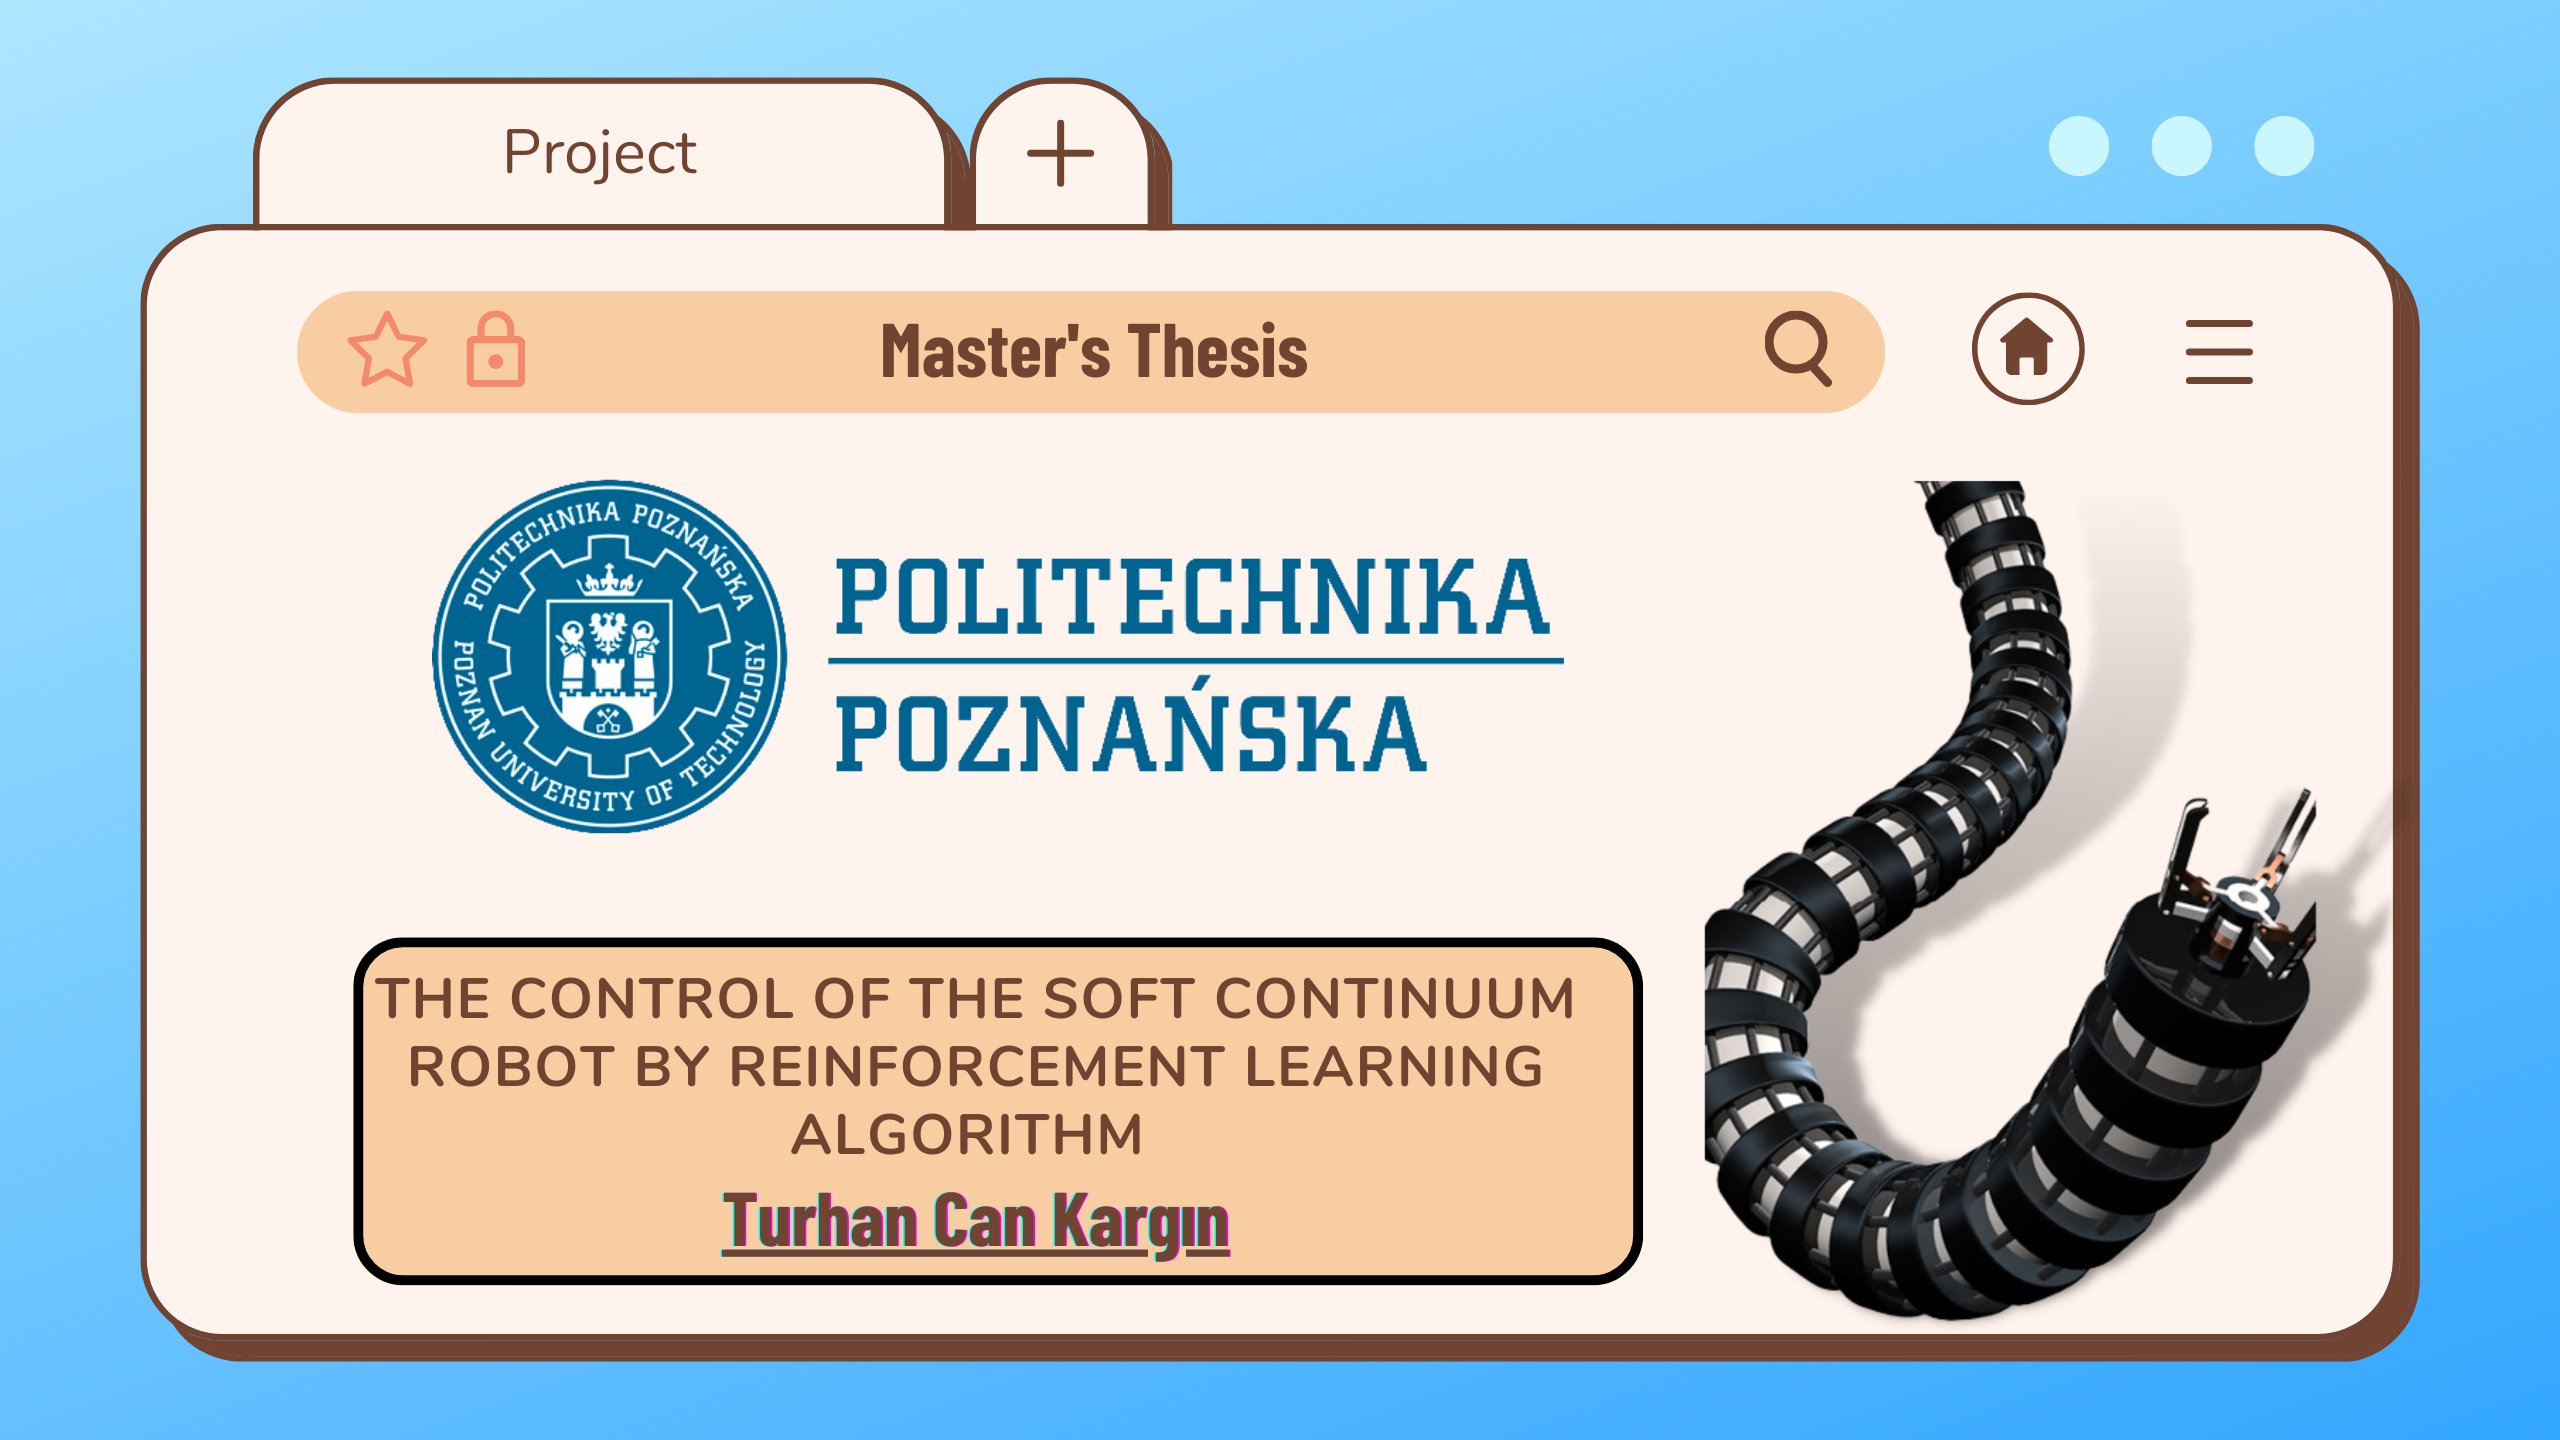 Project
Master's Thesis
POLITECHNIKA POZNAŃSKA
POZNAN UNIVERSITY OF TECHNOLOGY
POLITECHNIKA
POZNAŃSKA
THE CONTROL OF THE SOFT CONTINUUM
ROBOT BY REINFORCEMENT LEARNING
ALGORITHM
Turhan Can Kargın